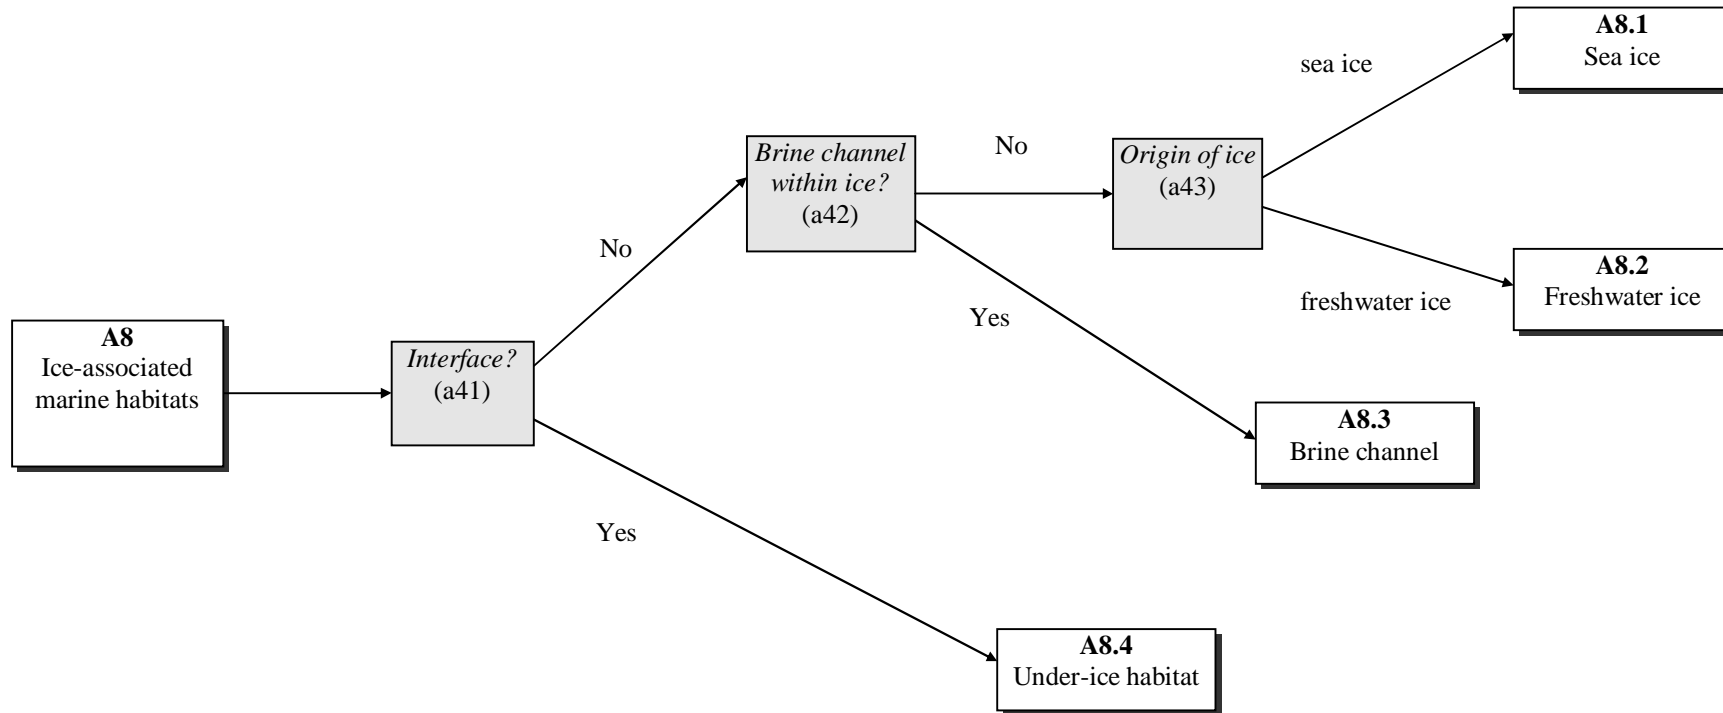 A8
Ice-associated
marine habitats
Interface?
(a41)
No
Yes
Brine channel
within ice?
(a42)
No
Yes
Origin of ice
(a43)
sea ice
freshwater ice
A8.1
Sea ice
A8.2
Freshwater ice
A8.3
Brine channel
A8.4
Under-ice habitat